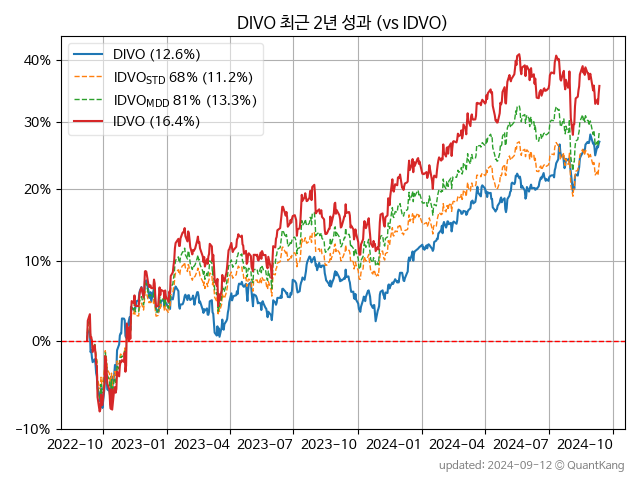 DIVO 최근 2년 성과 (vs IDVO)
DIVO (12.6%)
IDVOSTD 68% (11.2%)
IDVOMDD 81% (13.3%)
IDVO (16.4%)
40%
30%
20%
10%
0%
−10%
2022-10 2023-01 2023-04 2023-07 2023-10 2024-01 2024-04 2024-07 2024-10
updated: 2024-09-12 © QuantKang